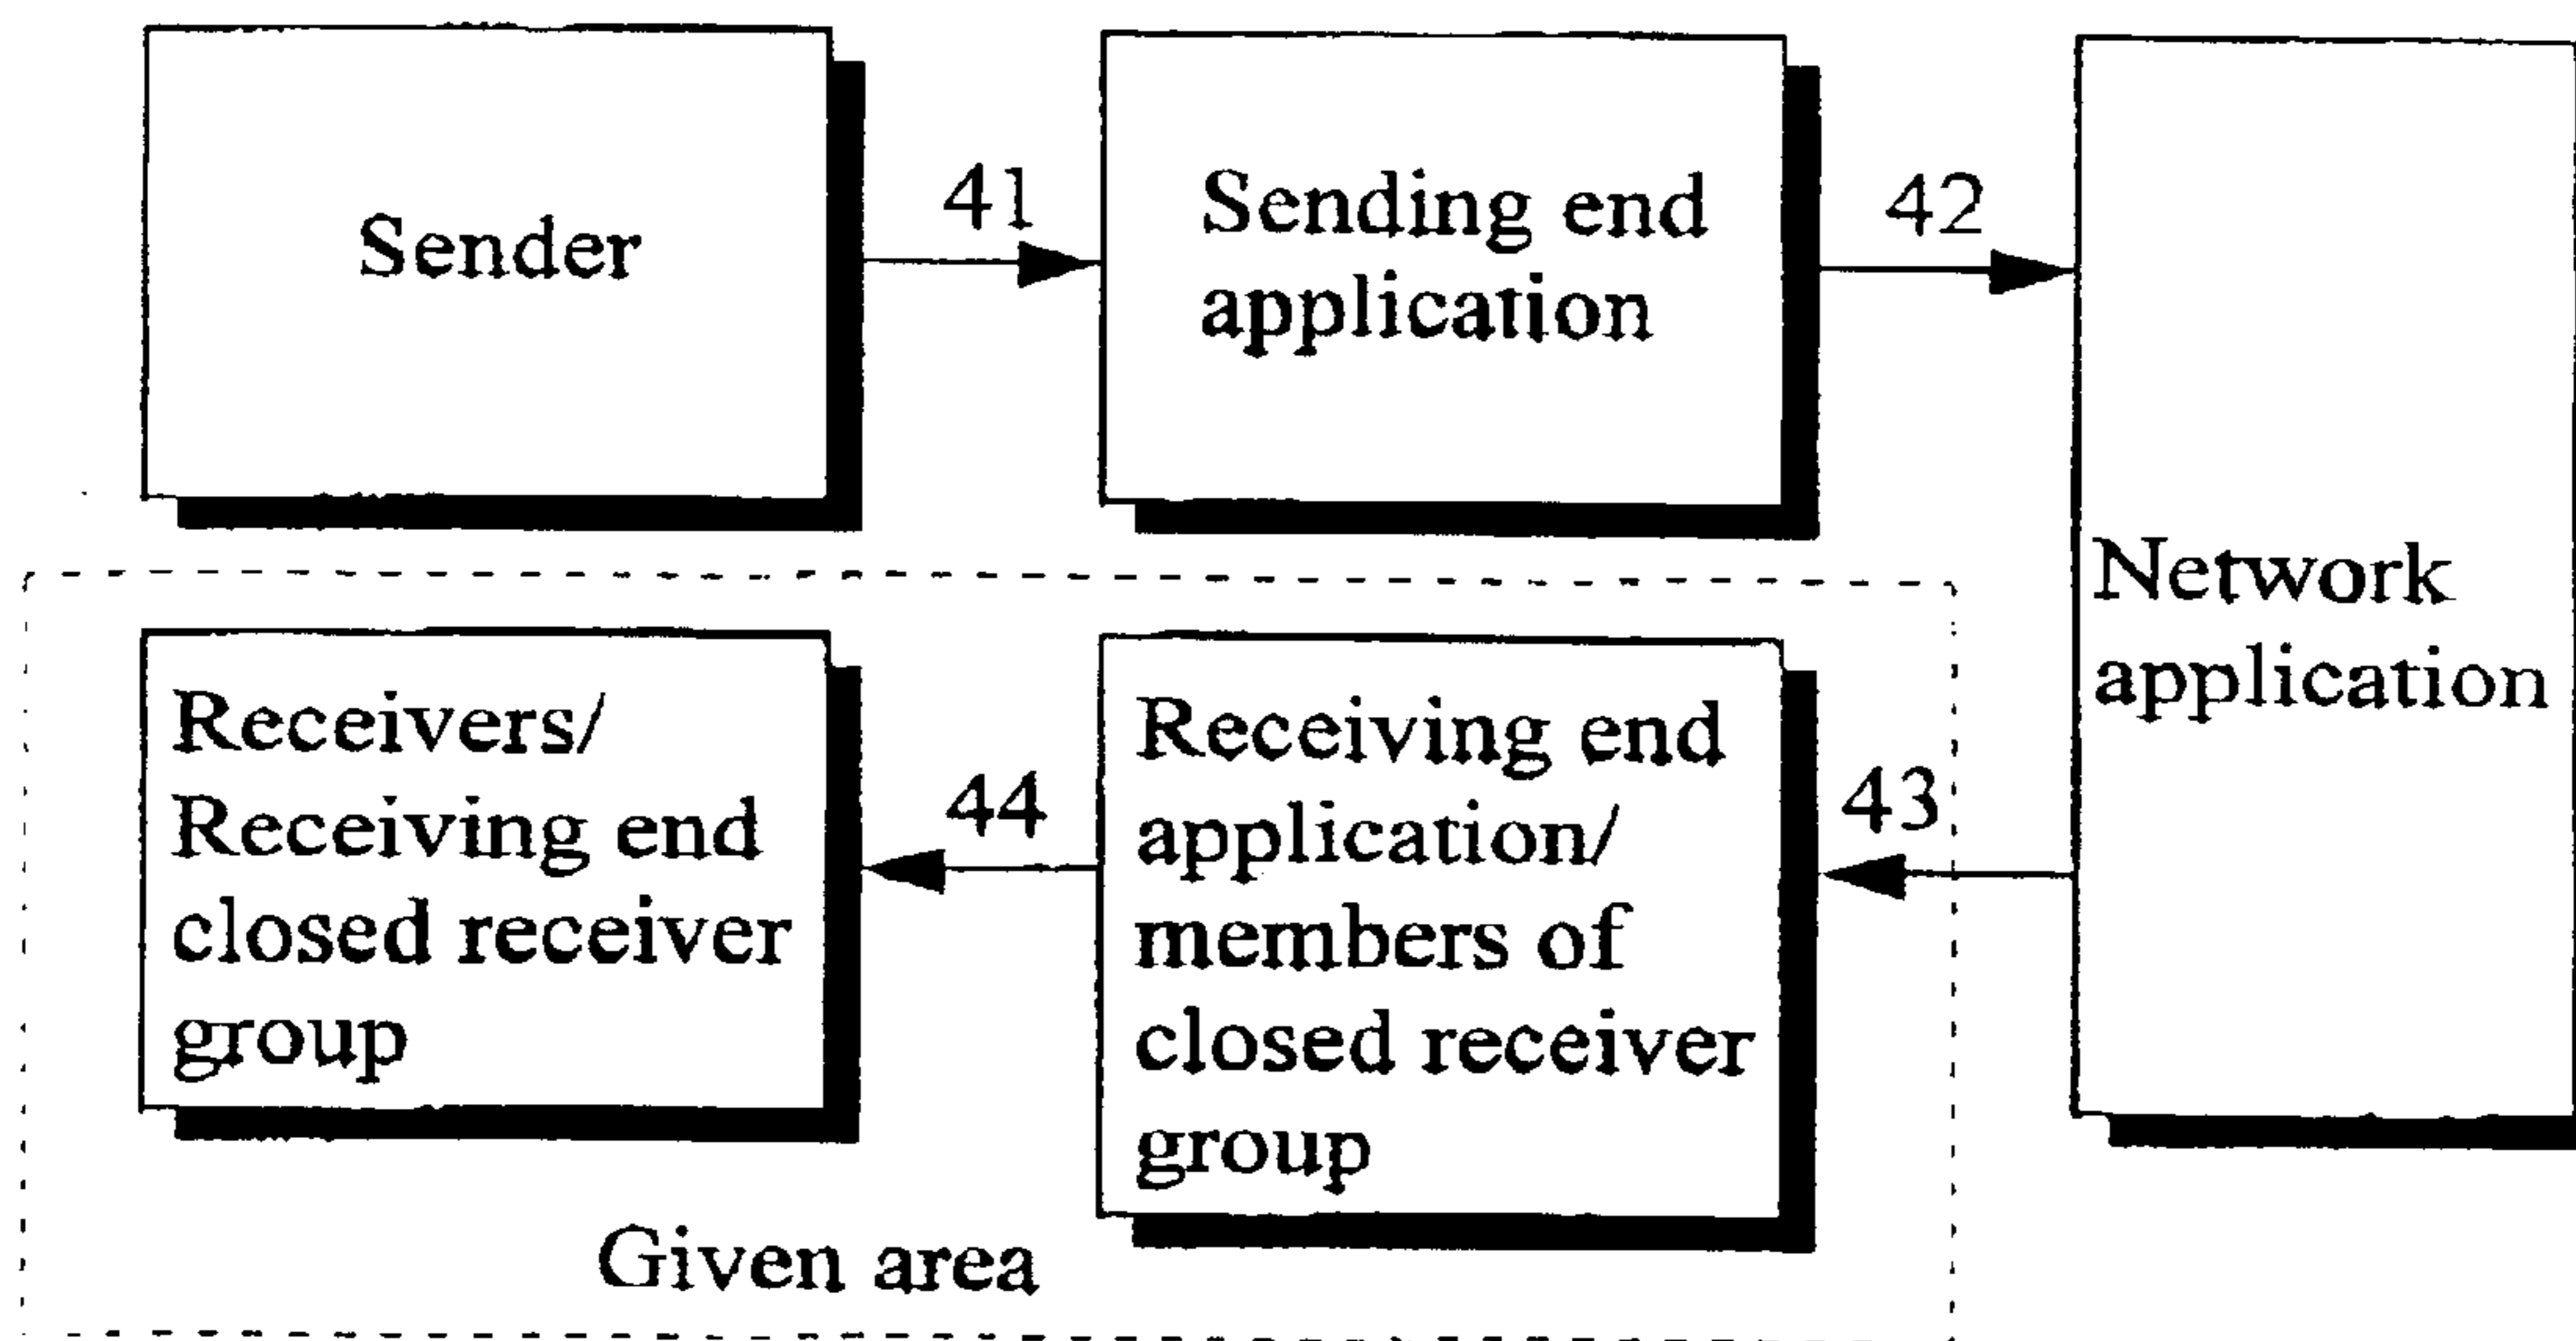 Sender
41
Sending end
application
42
Network
application
43
Receiving end
application/
members of
closed receiver
group
44
Receivers/
Receiving end
closed receiver
group
Given area